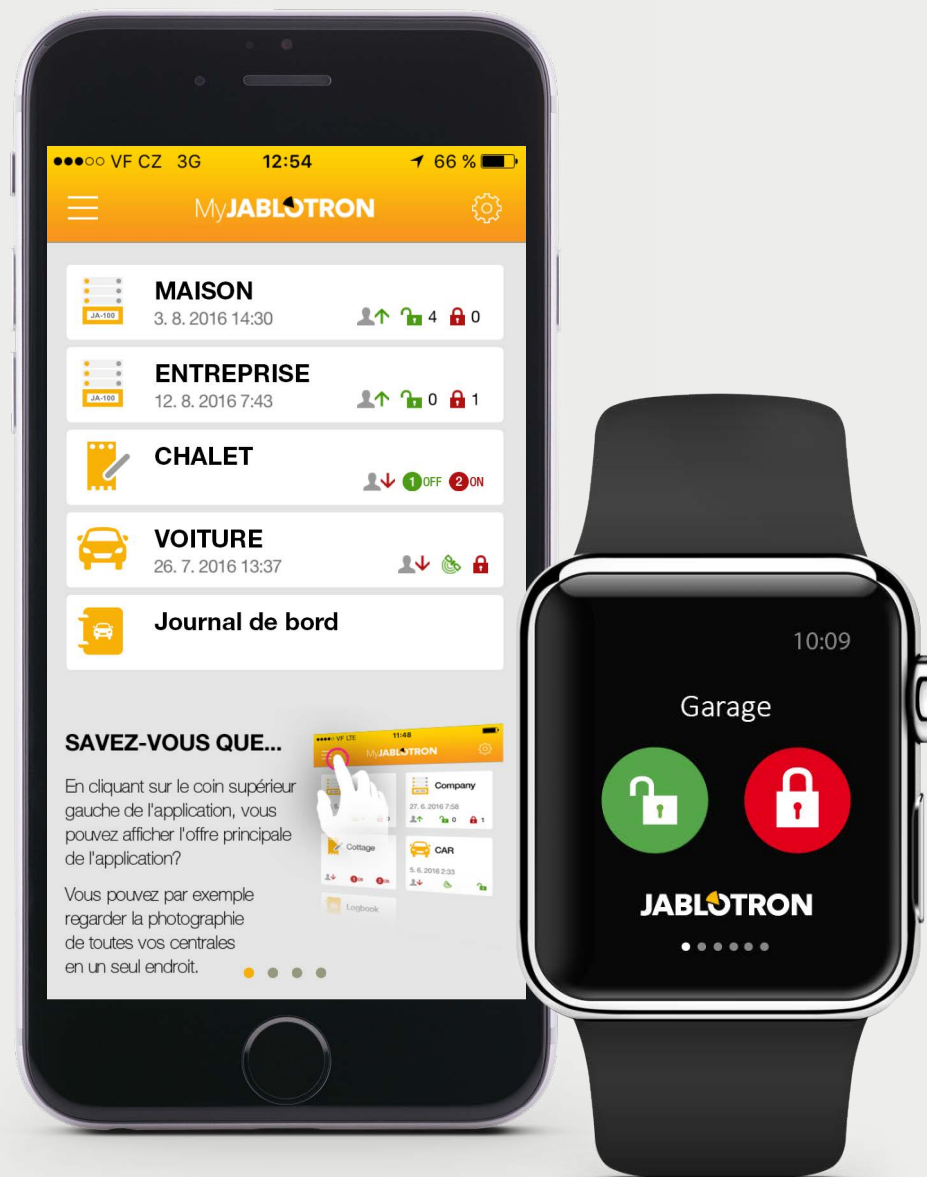 VF CZ 3G 12:54 66 %
MyJABLOTRON
MAISON
JA-100
3. 8. 2016 14:30 4 0
ENTREPRISE
JA-100
12. 8. 2016 7:43 0 1
CHALET
1 OFF 2 ON
VOITURE
26. 7. 2016 13:37
Journal de bord
SAVEZ-VOUS QUE...
En cliquant sur le coin supérieur
gauche de l'application, vous
pouvez afficher l'offre principale
de l'application?
Vous pouvez par exemple
regarder la photographie
de toutes vos centrales
en un seul endroit.
VF LTE 11:48
MyJABLOTRON
Company
27. 6. 2016 7:58
0 1
Cottage
CAR
5. 6. 2016 2:33
Logbook
10:09
Garage
JABLOTRON